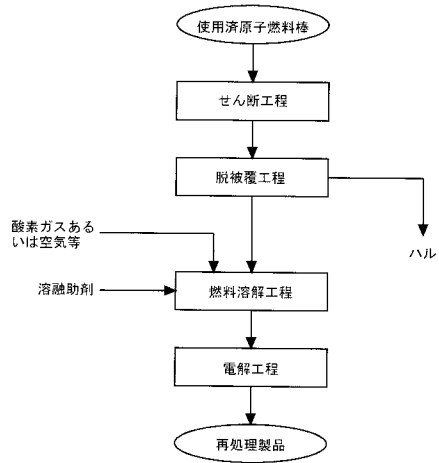 使用済原子燃料棒
せん断工程
脱被覆工程
酸素ガスある
いは空気等
ハル
溶融助剤
燃料溶解工程
電解工程
再処理製品